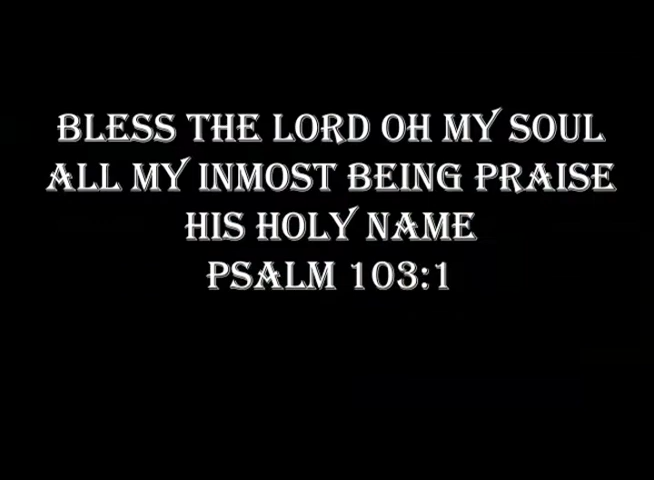 BLESS THE LORD OH MY SOUL
ALL MY INMOST BEING PRAISE
HIS HOLY NAME
PSALM 103:1